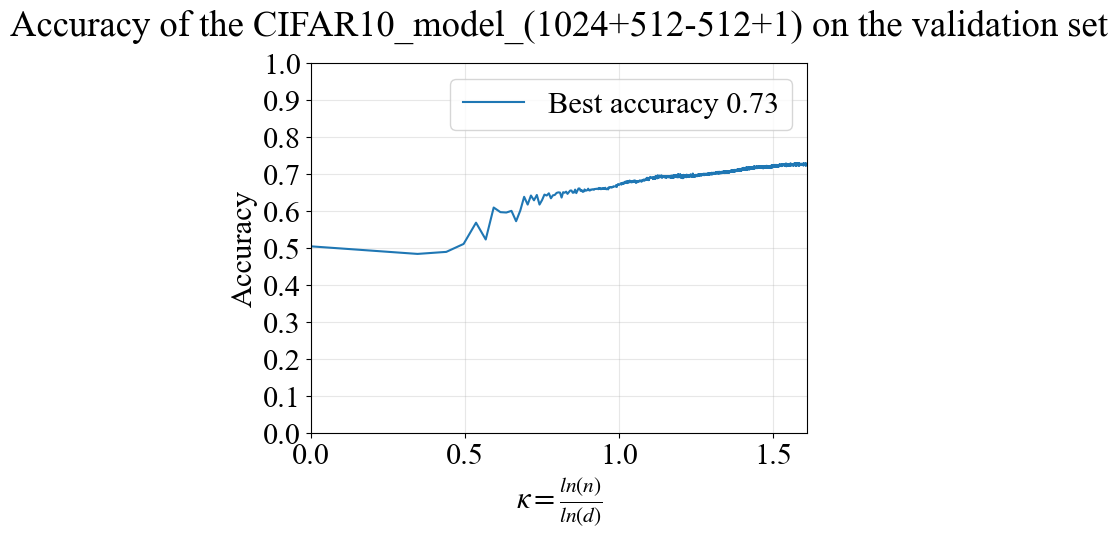 Accuracy of the CIFAR10_model_(1024+512-512+1) on the validation set
Best accuracy 0.73
Accuracy
1.0
0.9
0.8
0.7
0.6
0.5
0.4
0.3
0.2
0.1
0.0
0.0 0.5 1.0 1.5
κ = ln(n) / ln(d)